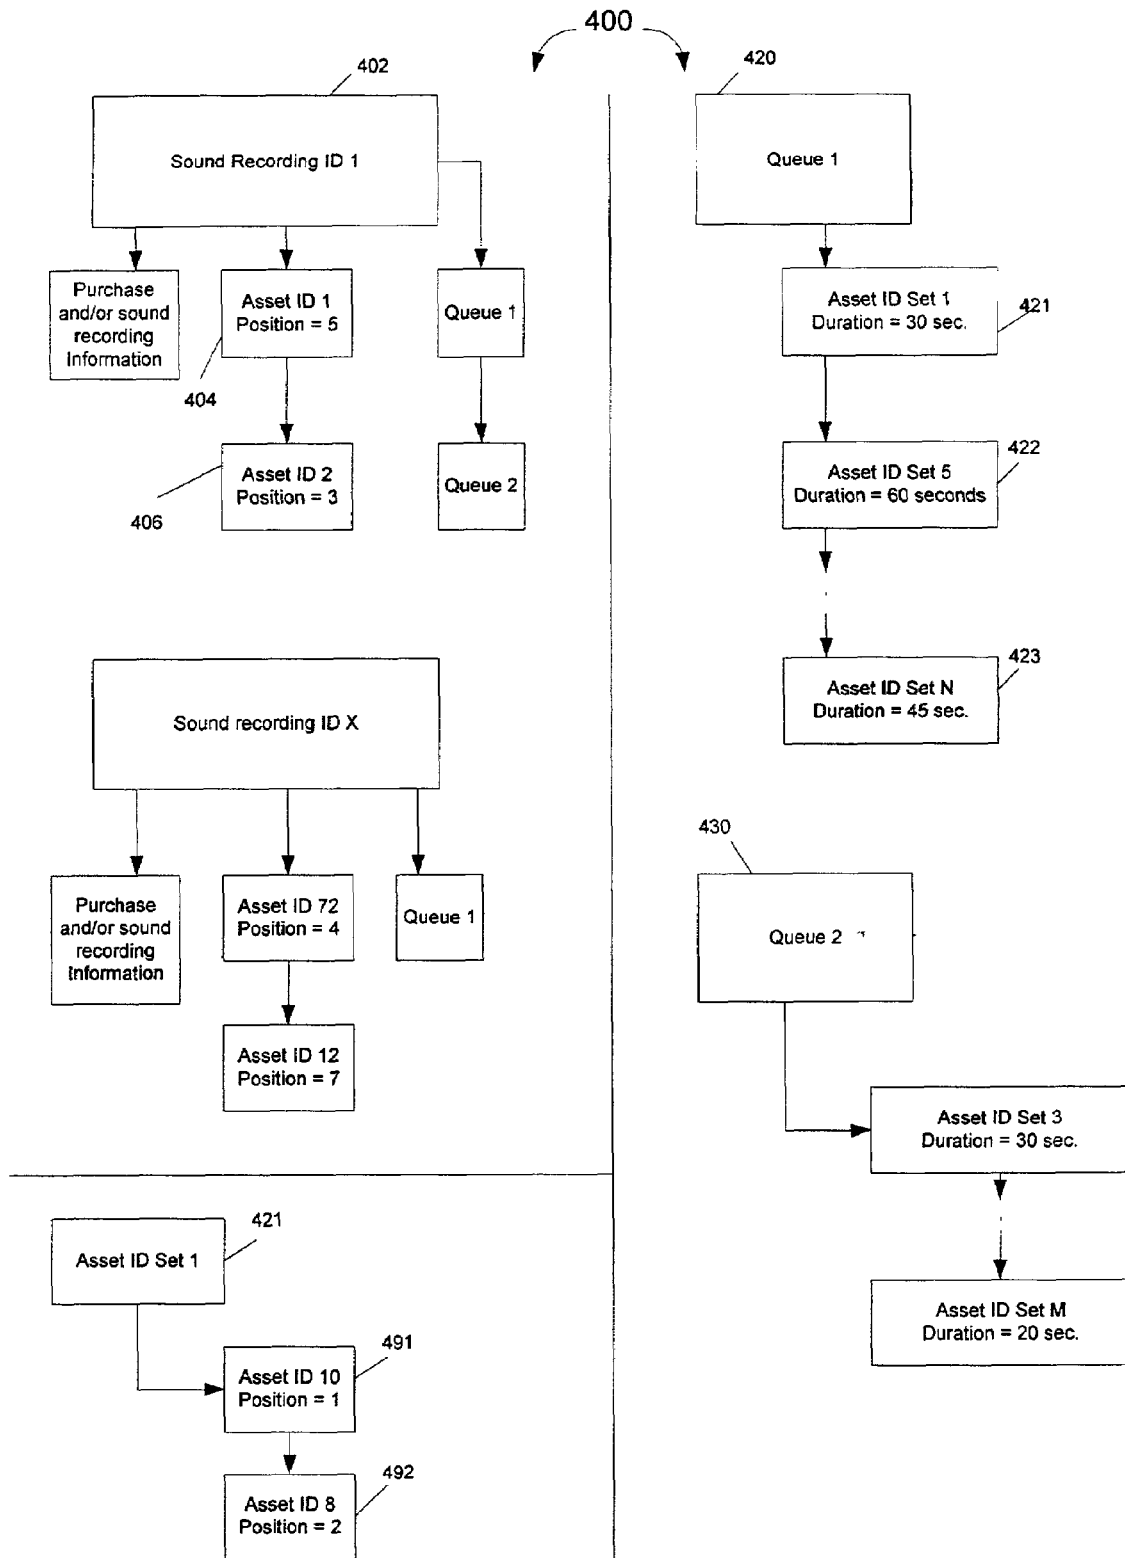 400
402
Sound Recording ID 1
Purchase
and/or sound
recording
Information
Asset ID 1
Position = 5
404
Queue 1
Asset ID 2
Position = 3
406
Queue 2
Sound recording ID X
Purchase
and/or sound
recording
Information
Asset ID 72
Position = 4
Queue 1
Asset ID 12
Position = 7
421
Asset ID Set 1
491
Asset ID 10
Position = 1
492
Asset ID 8
Position = 2
420
Queue 1
Asset ID Set 1
Duration = 30 sec.
421
Asset ID Set 5
Duration = 60 seconds
422
423
Asset ID Set N
Duration = 45 sec.
430
Queue 2
Asset ID Set 3
Duration = 30 sec.
Asset ID Set M
Duration = 20 sec.